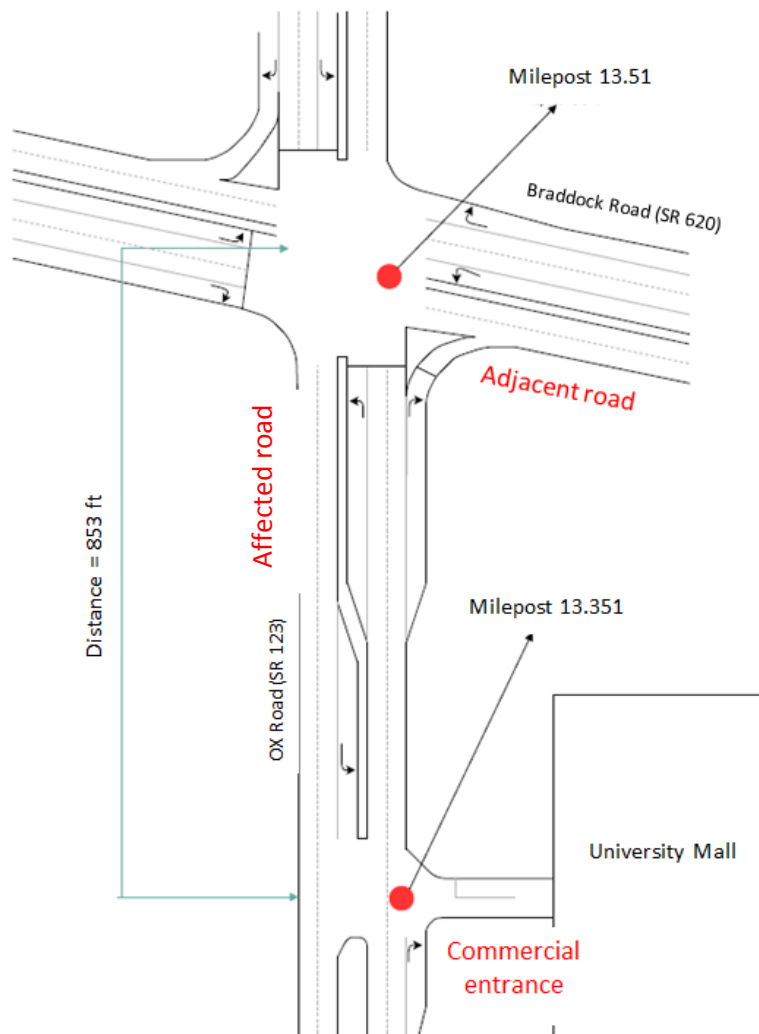 Milepost 13.51
Braddock Road (SR 620)
Adjacent road
Affected road
Distance = 853 ft
Milepost 13.351
OX Road (SR 123)
University Mall
Commercial
entrance